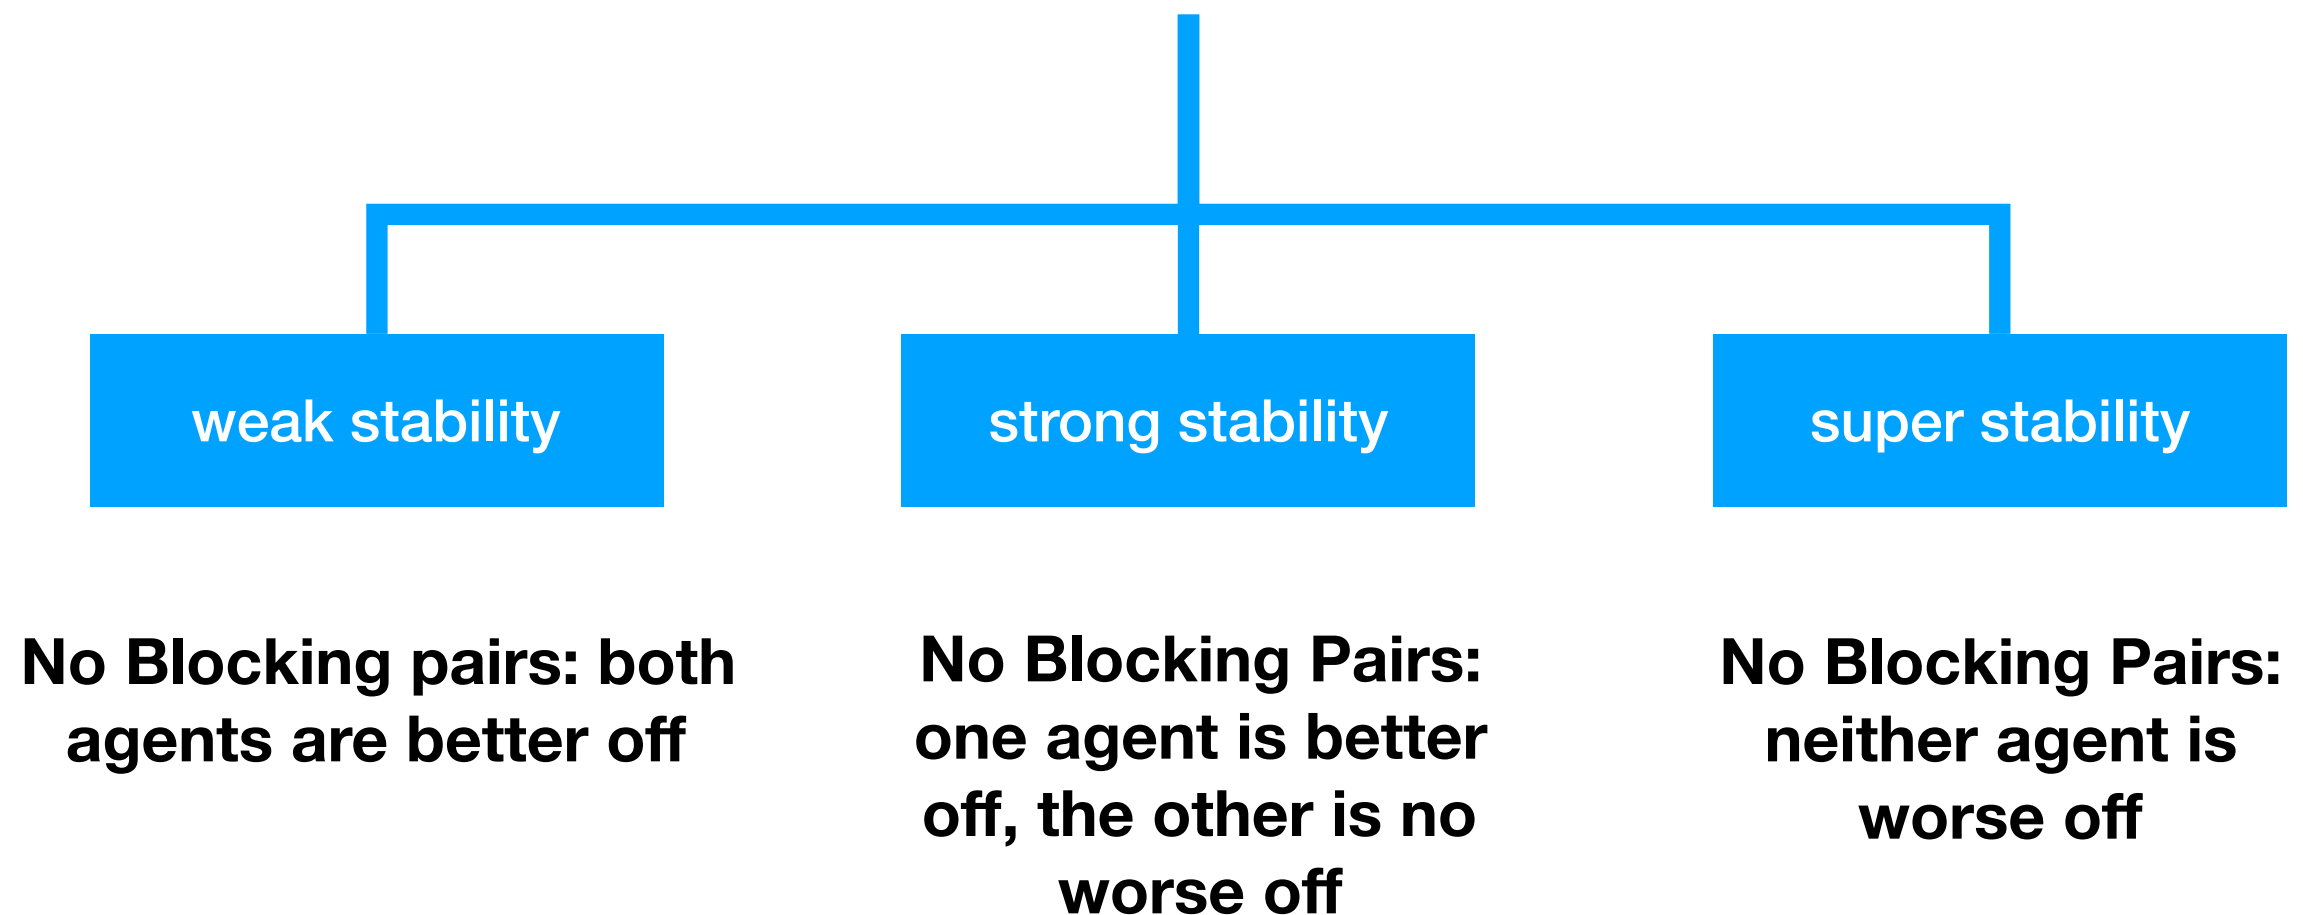 weak stability
strong stability
super stability
No Blocking pairs: both
agents are better off
No Blocking Pairs:
one agent is better
off, the other is no
worse off
No Blocking Pairs:
neither agent is
worse off